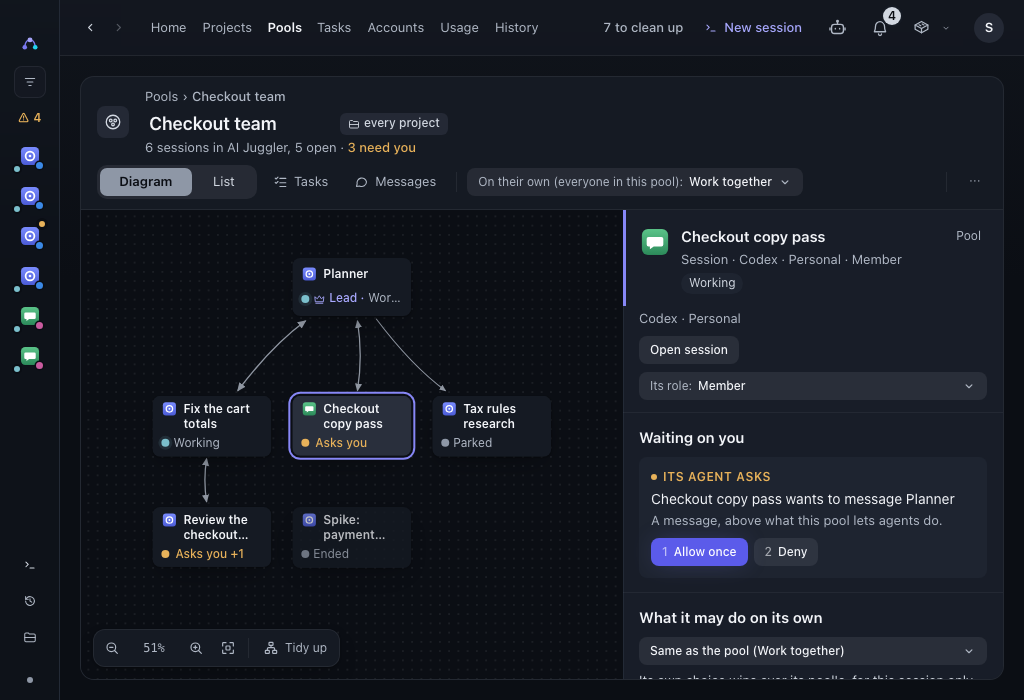 Home Projects Pools Tasks Accounts Usage History 7 to clean up New session 4 S
4
Pools › Checkout team
Checkout team every project
6 sessions in AI Juggler, 5 open · 3 need you
Diagram List Tasks Messages On their own (everyone in this pool): Work together ...
Planner
Lead · Wor...
Fix the cart
totals
Working
Checkout
copy pass
Asks you
Tax rules
research
Parked
Review the
checkout...
Asks you +1
Spike:
payment...
Ended
51% Tidy up
Checkout copy pass Pool
Session · Codex · Personal · Member
Working
Codex · Personal
Open session
Its role: Member
Waiting on you
ITS AGENT ASKS
Checkout copy pass wants to message Planner
A message, above what this pool lets agents do.
1 Allow once 2 Deny
What it may do on its own
Same as the pool (Work together)